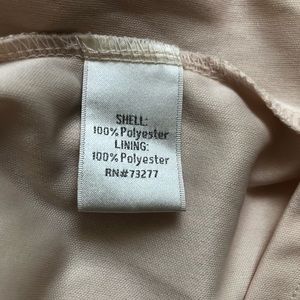 SHELL:
100% Polyester
LINING:
100% Polyester
RN#73277